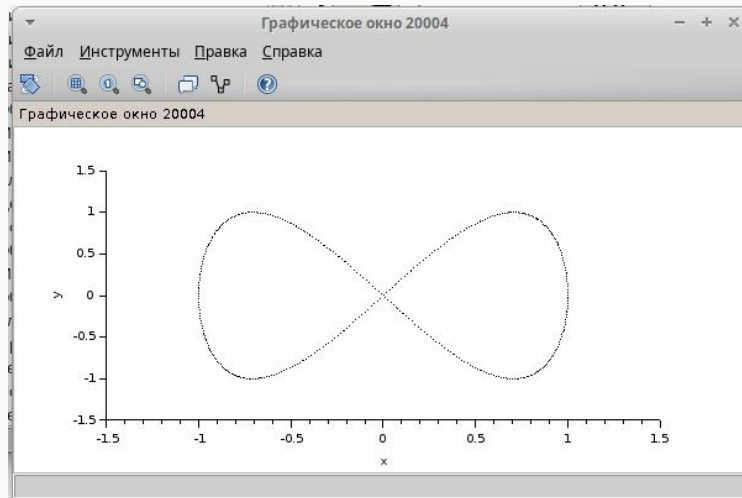 Графическое окно 20004
Файл Инструменты Правка Справка
Графическое окно 20004
1.5
1
0.5
y 0
-0.5
-1
-1.5
-1.5 -1 -0.5 0 0.5 1 1.5
x